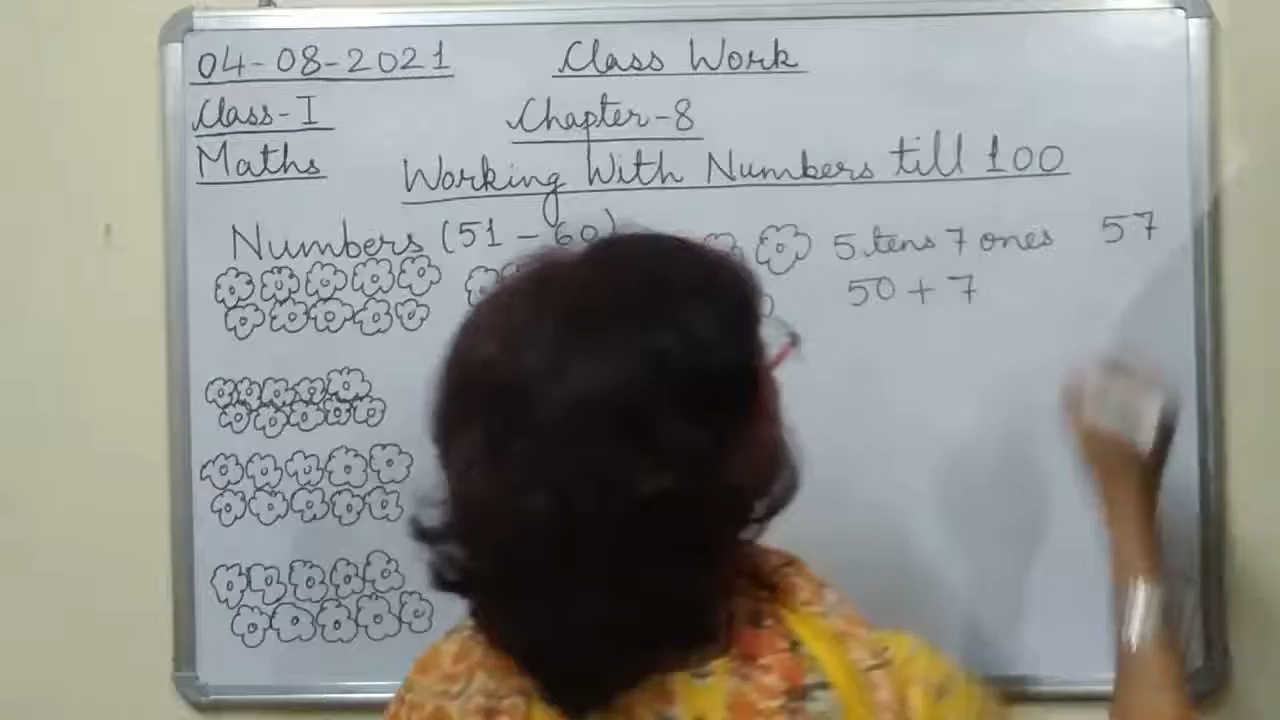 04-08-2021 Class Work
Class-I Chapter-8
Maths Working With Numbers till 100
Numbers (51-60)
5 tens 7 ones 57
50+7